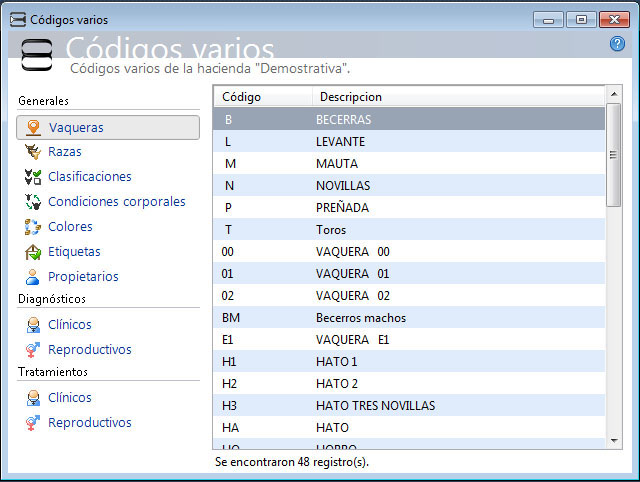 Códigos varios
Códigos varios
Códigos varios de la hacienda "Demostrativa".
Generales
Vaqueras
Razas
Clasificaciones
Condiciones corporales
Colores
Etiquetas
Propietarios
Diagnósticos
Clínicos
Reproductivos
Tratamientos
Clínicos
Reproductivos
Código Descripcion
B BECERRAS
L LEVANTE
M MAUTA
N NOVILLAS
P PREÑADA
T Toros
00 VAQUERA 00
01 VAQUERA 01
02 VAQUERA 02
BM Becerros machos
E1 VAQUERA E1
H1 HATO 1
H2 HATO 2
H3 HATO TRES NOVILLAS
HA HATO
Se encontraron 48 registro(s).